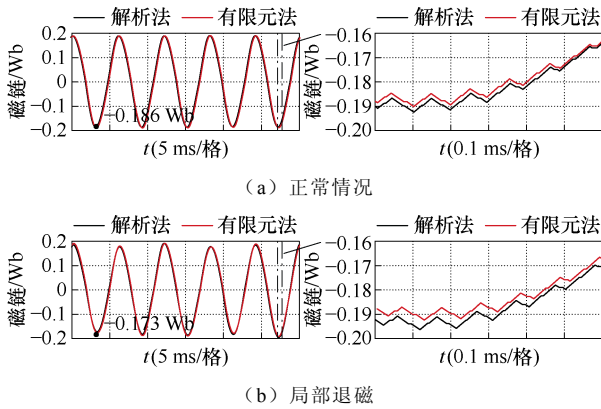 解析法 有限元法 解析法 有限元法
磁链/Wb 0.2 0.1 0 −0.1 −0.2 −0.186 Wb
t(5 ms/格)
磁链/Wb −0.16 −0.17 −0.18 −0.19 −0.20
t(0.1 ms/格)
(a) 正常情况
解析法 有限元法 解析法 有限元法
磁链/Wb 0.2 0.1 0 −0.1 −0.2 −0.173 Wb
t(5 ms/格)
磁链/Wb −0.16 −0.17 −0.18 −0.19 −0.20
t(0.1 ms/格)
(b) 局部退磁